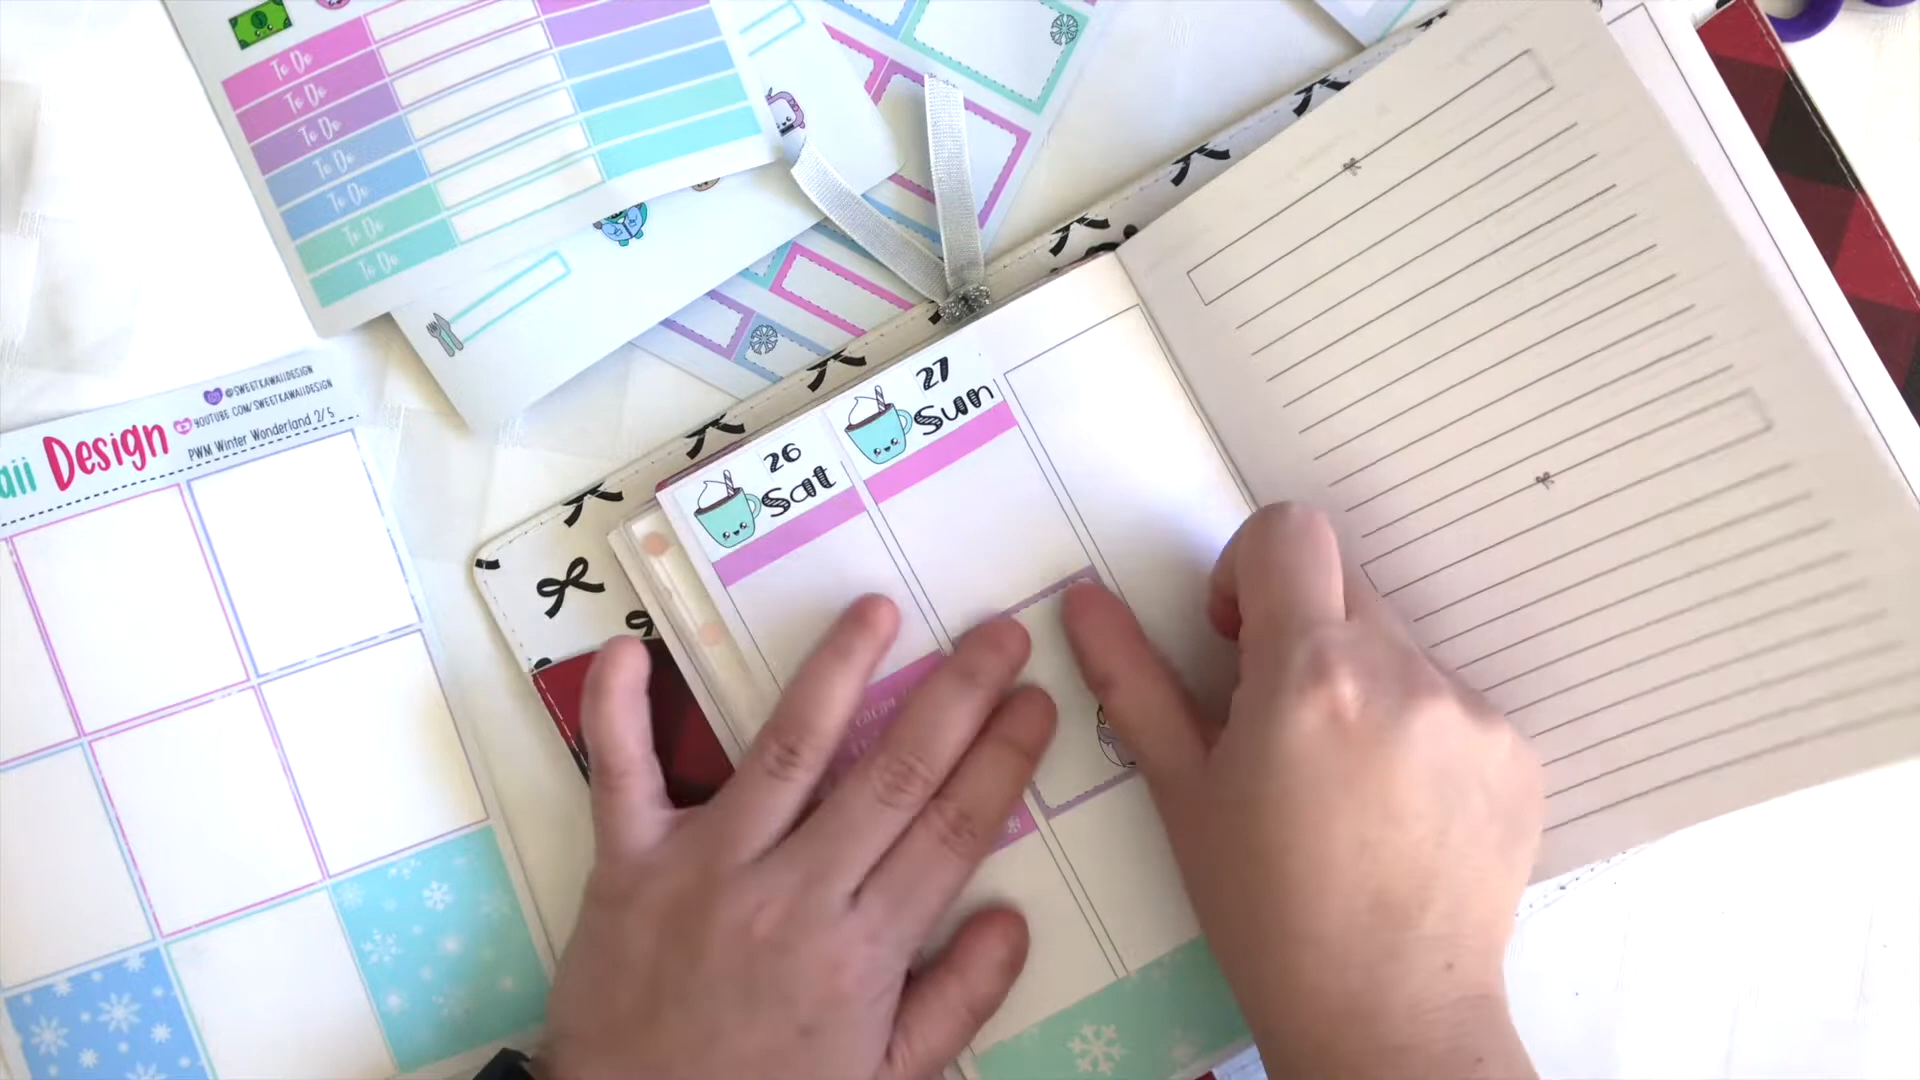 To Do
To Do
To Do
To Do
To Do
To Do
To Do
@SWEETKAWAIIDESIGN
YOUTUBE.COM/SWEETKAWAIIDESIGN
Design
PWM Winter Wonderland 2/5
26
Sat
27
Sun